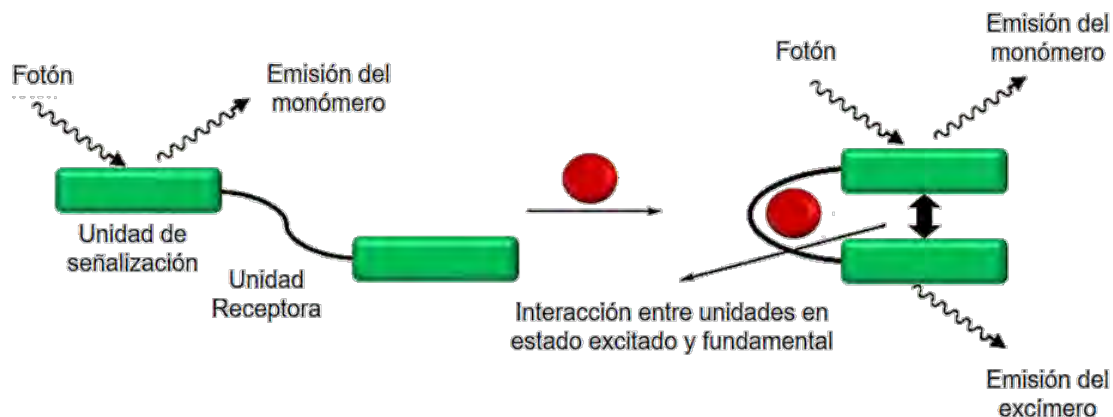 Fotón
Emisión del
monómero
Unidad de
señalización
Unidad
Receptora
Fotón
Emisión del
monómero
Interacción entre unidades en
estado excitado y fundamental
Emisión del
excímero